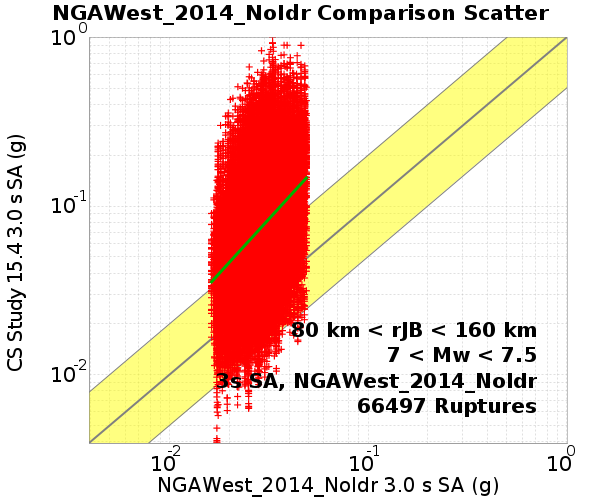 NGAWest_2014_NoIdr Comparison Scatter
CS Study 15.4 3.0 s SA (g)
10^0
10^-1
10^-2
80 km < rJB < 160 km
7 < Mw < 7.5
3s SA, NGAWest_2014_NoIdr
66497 Ruptures
10^-2 10^-1 10^0
NGAWest_2014_NoIdr 3.0 s SA (g)